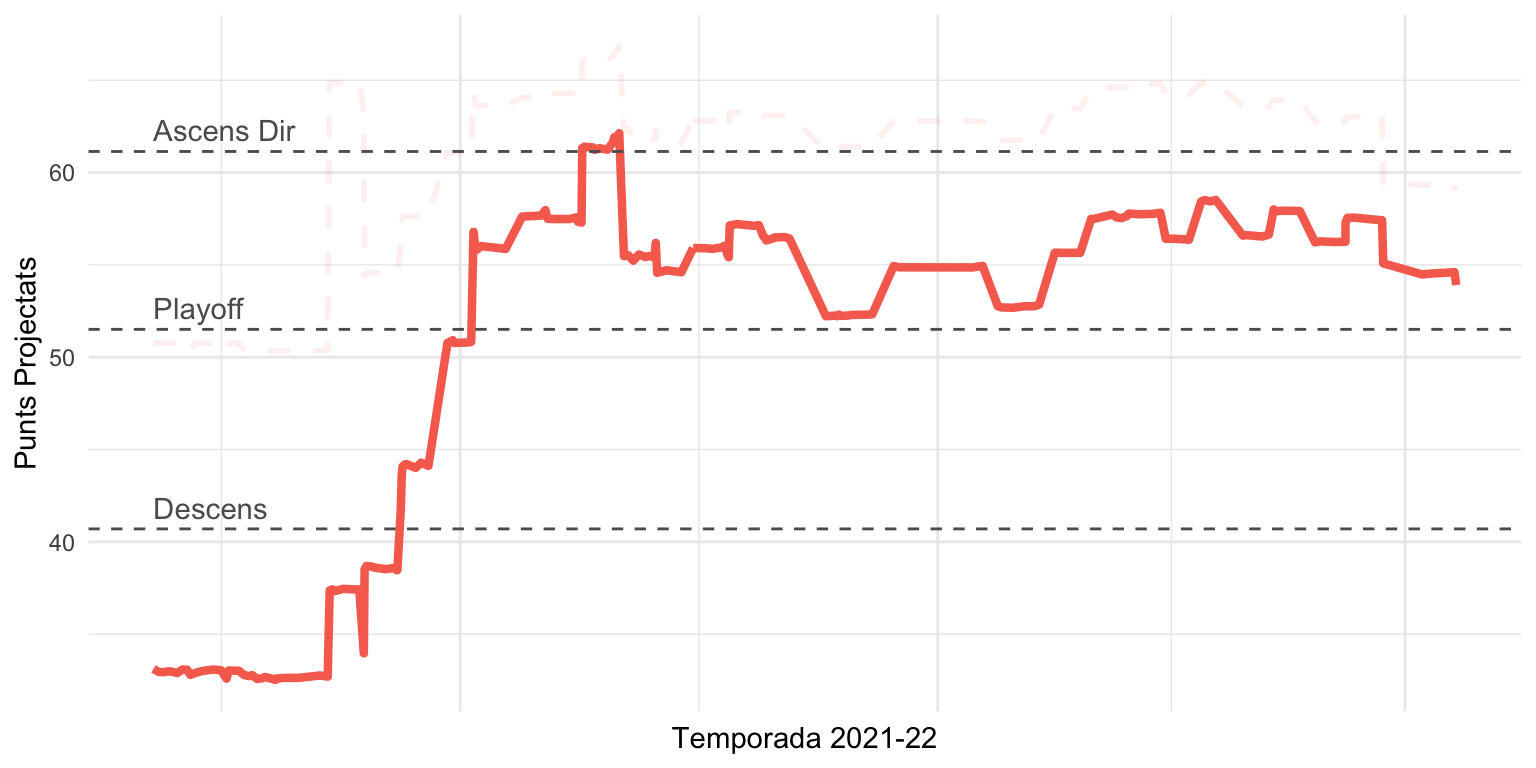 Ascens Dir
60
Playoff
50
Descens
40
Punts Projectats
Temporada 2021-22